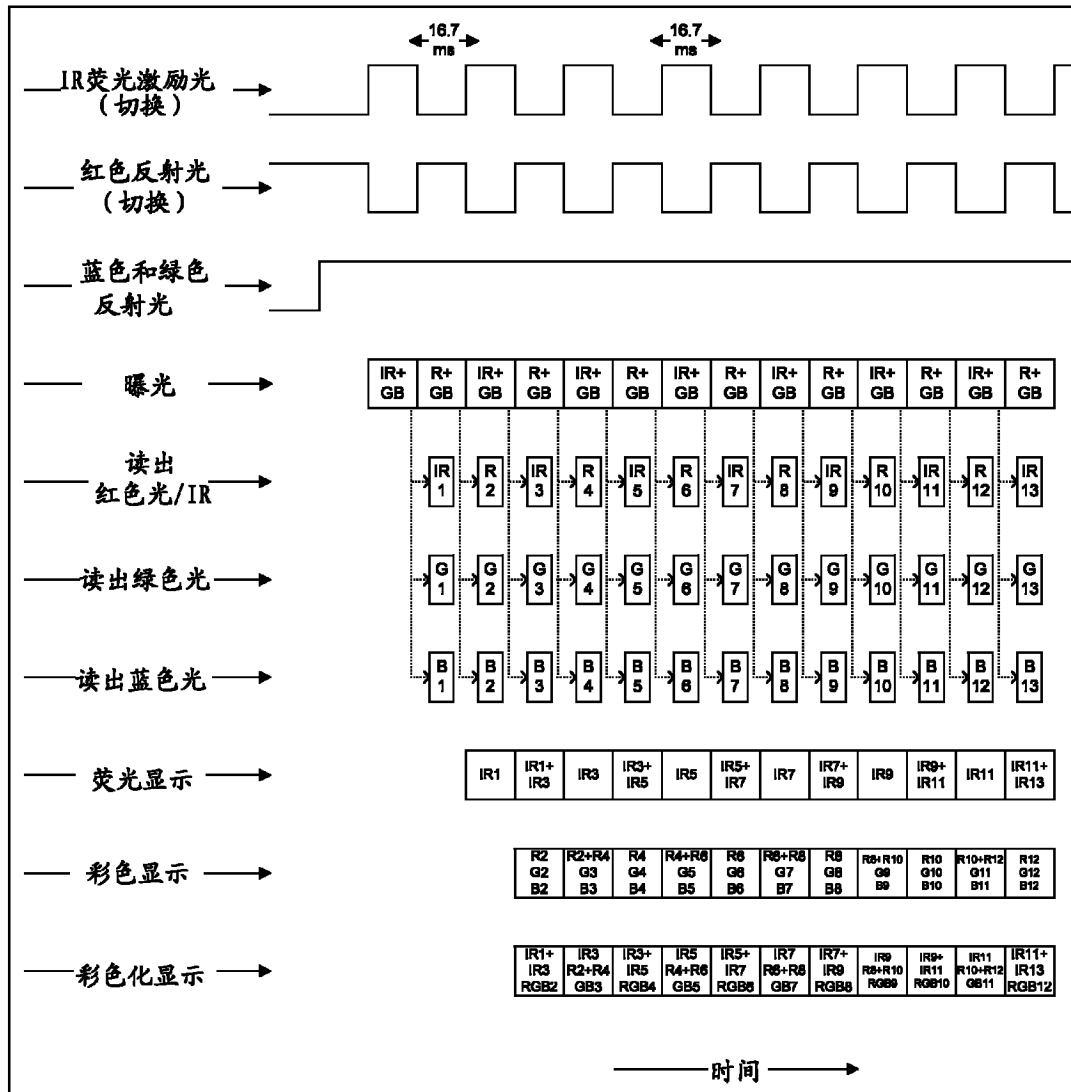 16.7 ms 16.7 ms
IR荧光激励光
（切换）
红色反射光
（切换）
蓝色和绿色
反射光
曝光
IR+ R+ IR+ R+ IR+ R+ IR+ R+ IR+ R+ IR+ R+ IR+ R+
GB GB GB GB GB GB GB GB GB GB GB GB GB GB
读出
红色光/IR
IR R IR R IR R IR R IR R IR R IR
1 2 3 4 5 6 7 8 9 10 11 12 13
读出绿色光
G G G G G G G G G G G G G
1 2 3 4 5 6 7 8 9 10 11 12 13
读出蓝色光
B B B B B B B B B B B B B
1 2 3 4 5 6 7 8 9 10 11 12 13
荧光显示
IR1 IR1+ IR3 IR3+ IR5 IR5+ IR7 IR7+ IR9 IR9+ IR11 IR11+
IR3 IR5 IR7 IR9 IR11 IR13
彩色显示
R2 R2+R4 R4 R4+R6 R6 R6+R8 R8 R8+R10 R10 R10+R12 R12
G2 G3 G4 G5 G6 G7 G8 G9 G10 G11 G12
B2 B3 B4 B5 B6 B7 B8 B9 B10 B11 B12
彩色化显示
IR1+ IR3 IR3+ IR5 IR5+ IR7 IR7+ IR9 IR9+ IR11 IR11+
IR3 R2+R4 IR5 R4+R6 IR7 R6+R8 IR9 R8+R10 IR11 R10+R12 IR13
RGB2 GB3 RGB4 GB5 RGB6 GB7 RGB8 RGB9 RGB10 GB11 RGB12
时间